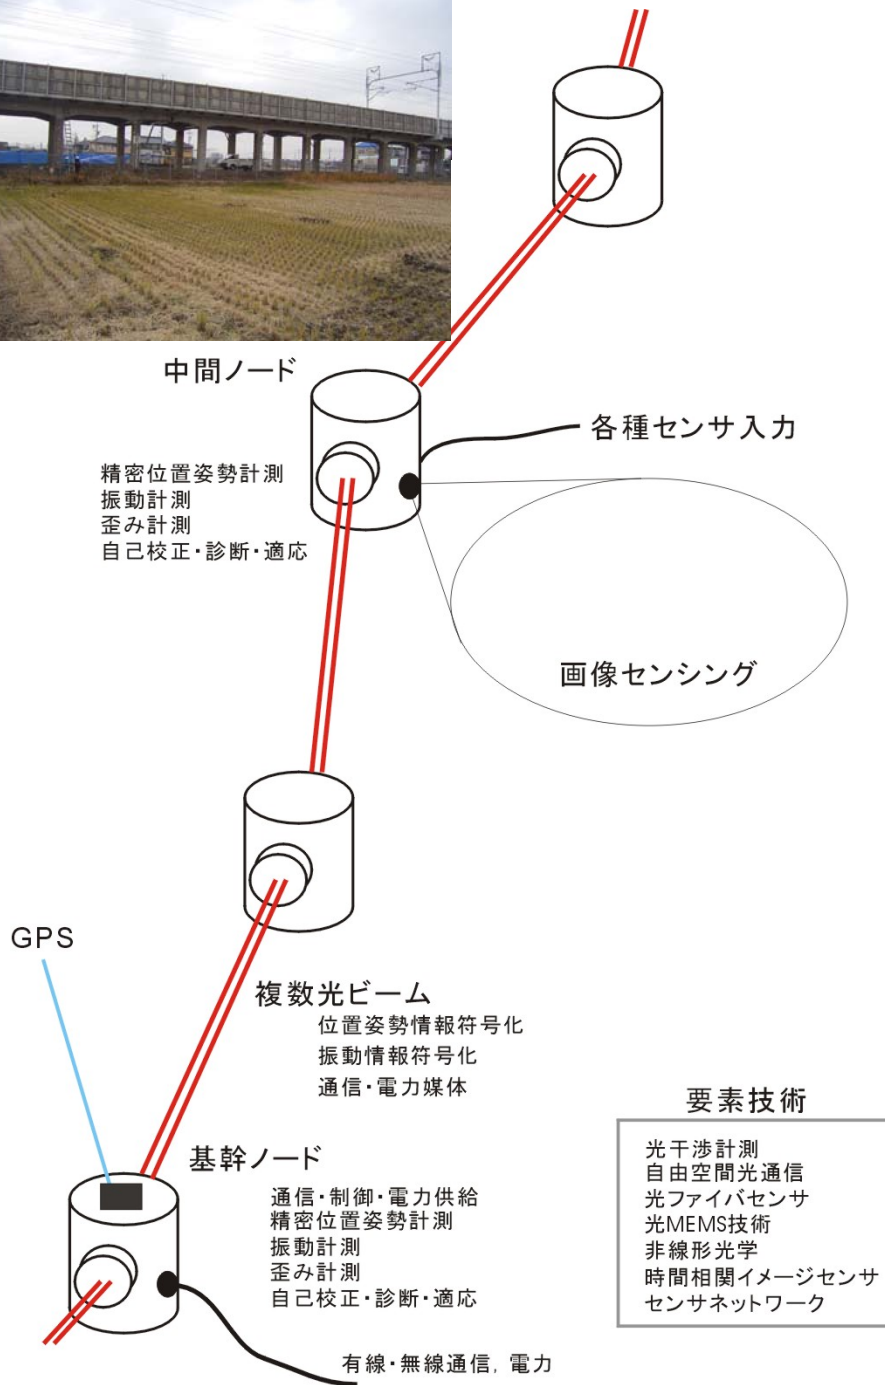 中間ノード
各種センサ入力
精密位置姿勢計測
振動計測
歪み計測
自己校正・診断・適応
画像センシング
GPS
複数光ビーム
位置姿勢情報符号化
振動情報符号化
通信・電力媒体
基幹ノード
通信・制御・電力供給
精密位置姿勢計測
振動計測
歪み計測
自己校正・診断・適応
有線・無線通信, 電力
要素技術
光干渉計測
自由空間光通信
光ファイバセンサ
光MEMS技術
非線形光学
時間相関イメージセンサ
センサネットワーク